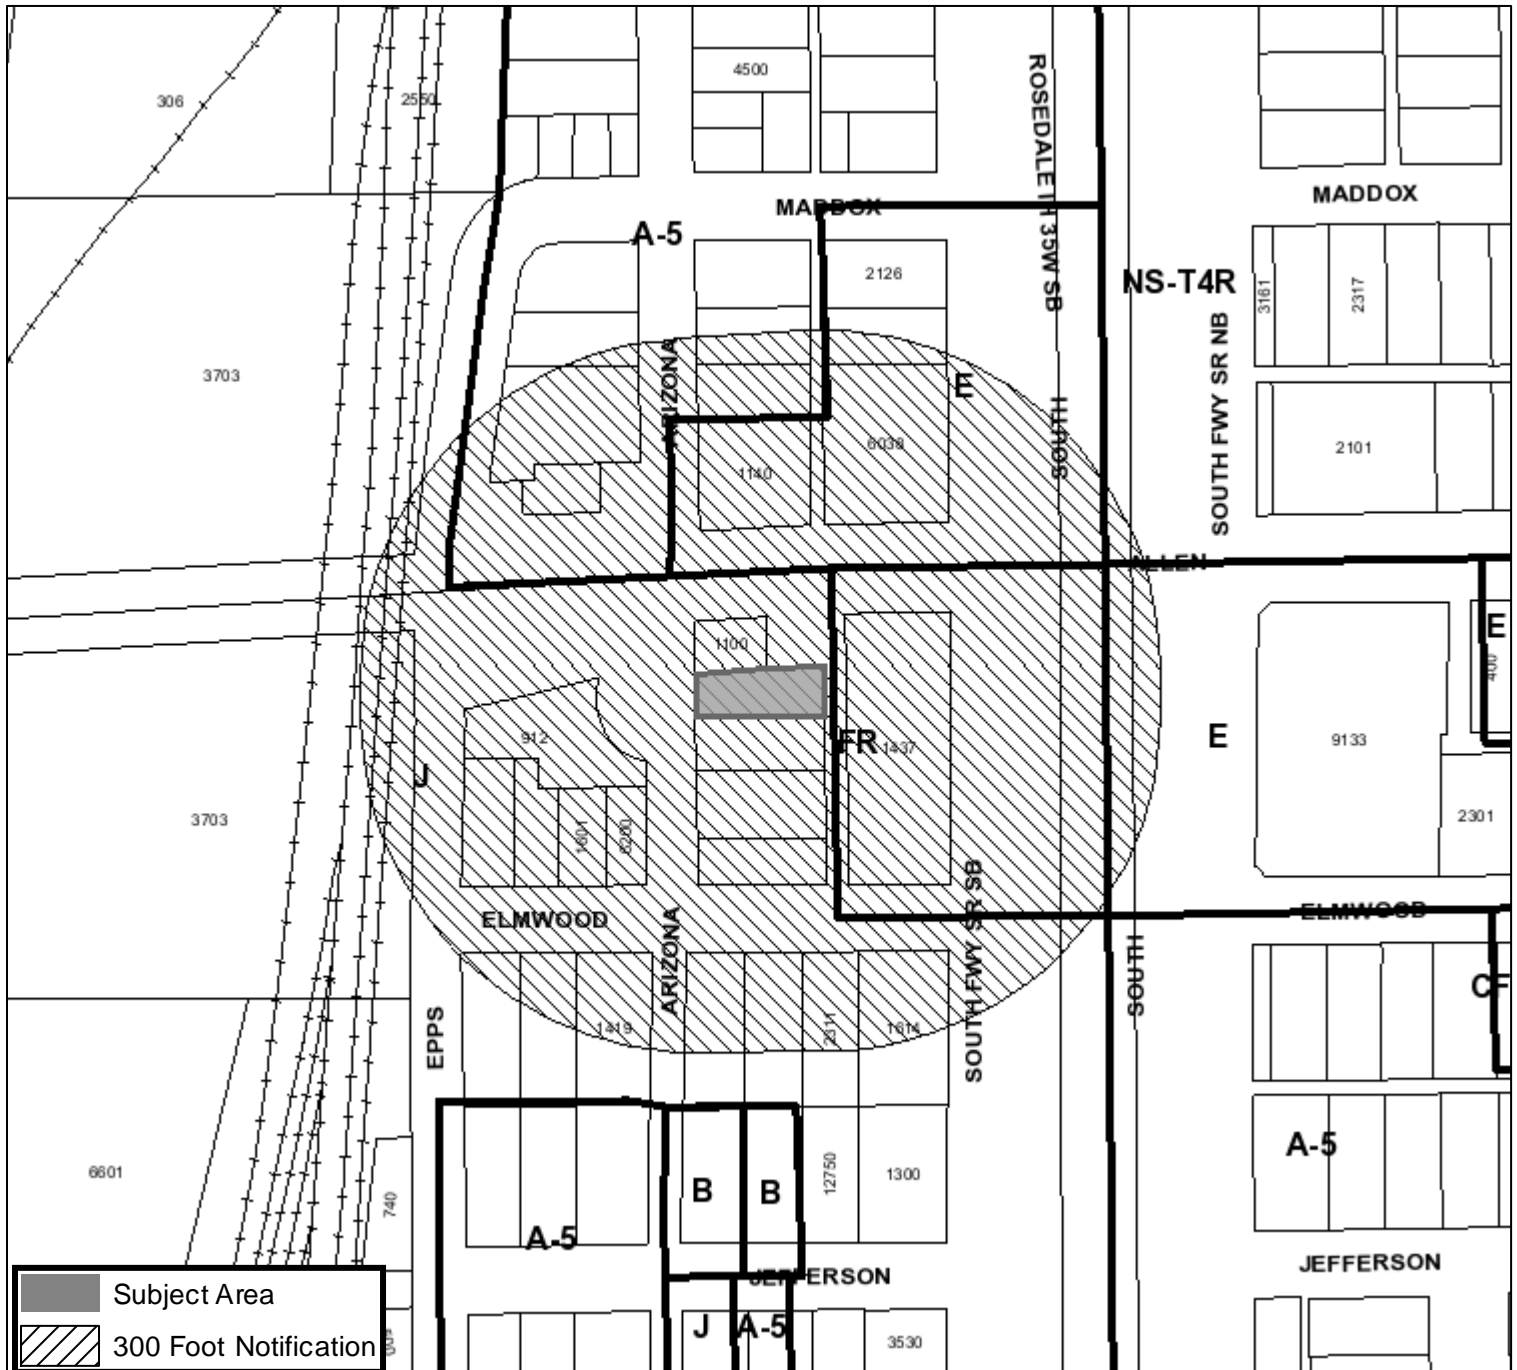 306
2550
4500
ROSEDALE
IH 35W SB
MADDOX
MADDOX
A-5
2126
NS-T4R
3161
2317
SOUTH FWY SR NB
3703
ARIZONA
E
SOUTH
6038
1140
2101
ALLEN
1100
E
400
912
FR
1437
E
9133
J
3703
1601
6260
2301
ELMWOOD
ARIZONA
SOUTH FWY SR SB
ELMWOOD
SOUTH
CF
EPPS
1419
2311
1614
6601
740
B
B
12750
1300
A-5
A-5
JEFFERSON
JEFFERSON
Subject Area
J
A-5
3530
300 Foot Notification